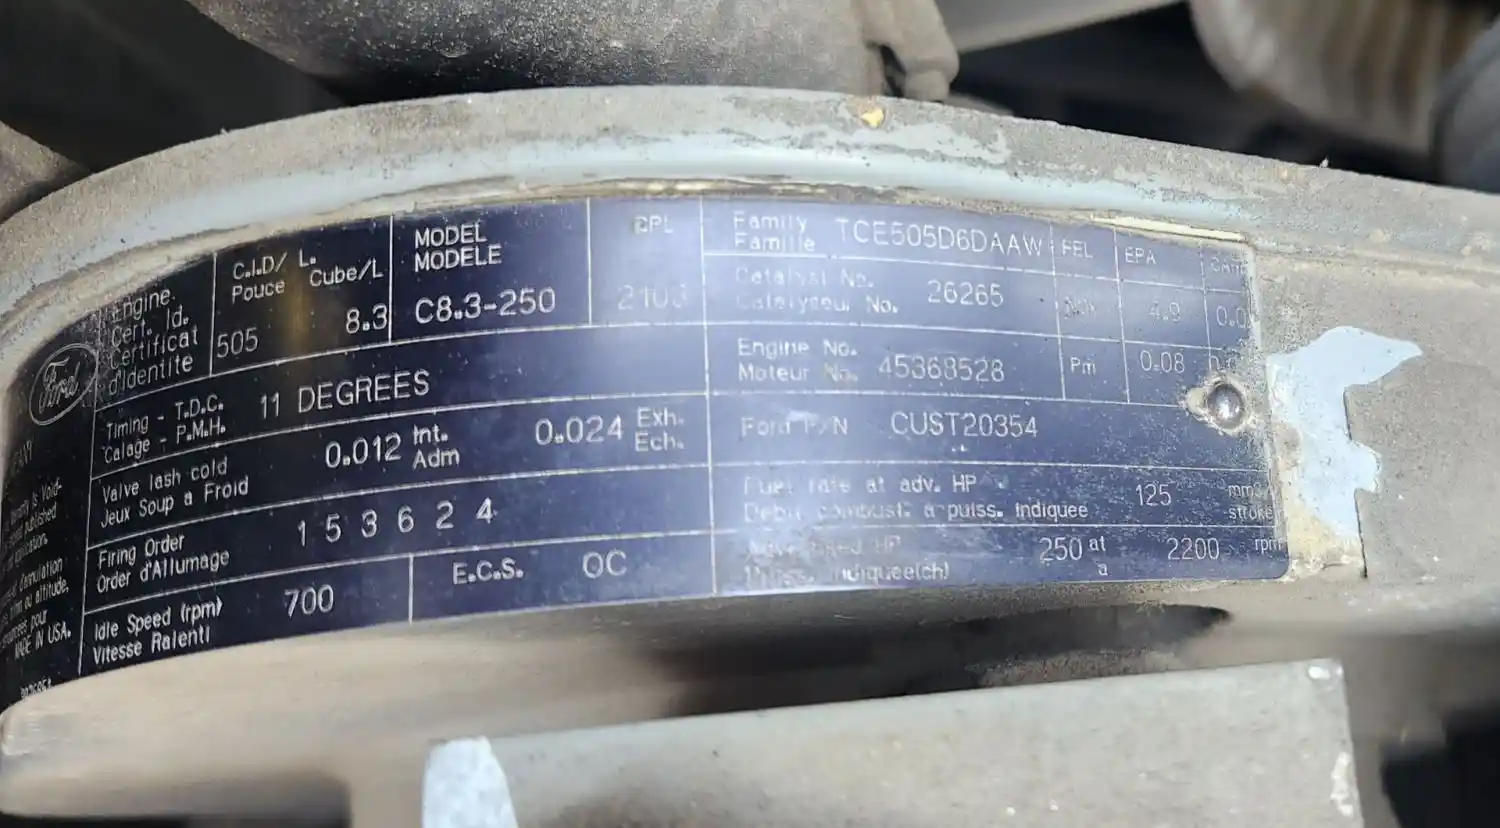 Ford
Engine
Cert. Id.
Certificat
d'Identite
C.I.D/ L.
Pouce Cube/L
505 8.3
MODEL
MODELE
C8.3-250
CPL
Family
Famille
TCE505D6DAAW
FEL
EPA
Catalyst No.
Catalyseur No.
26265
4.9
Engine No.
Moteur No.
45368528
Pm
0.08
Timing - T.D.C.
Calage - P.M.H.
11 DEGREES
Ford P/N
CUST20354
Valve lash cold
Jeux Soup a Froid
0.012 Int.
Adm
0.024 Exh.
Ech.
Fuel rate at adv. HP
Debit combust. a puiss. indiquee
125
stroke
Firing Order
Order d'Allumage
1 5 3 6 2 4
250 at
a
2200 rpm
indiquee(ch)
Idle Speed (rpm)
Vitesse Ralenti
700
E.C.S.
OC
MADE IN USA.